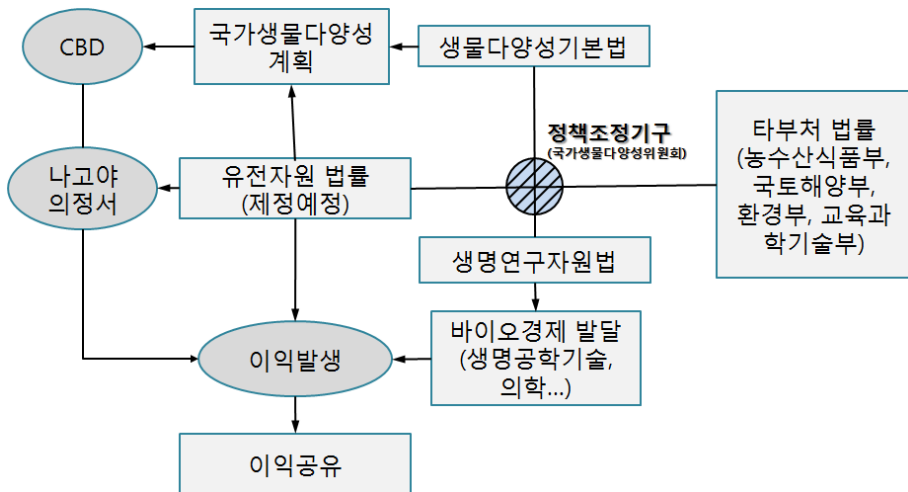 CBD
국가생물다양성
계획
생물다양성기본법
정책조정기구
(국가생물다양성위원회)
타부처 법률
(농수산식품부,
국토해양부,
환경부, 교육과
학기술부)
나고야
의정서
유전자원 법률
(제정예정)
생명연구자원법
이익발생
바이오경제 발달
(생명공학기술,
의학...)
이익공유